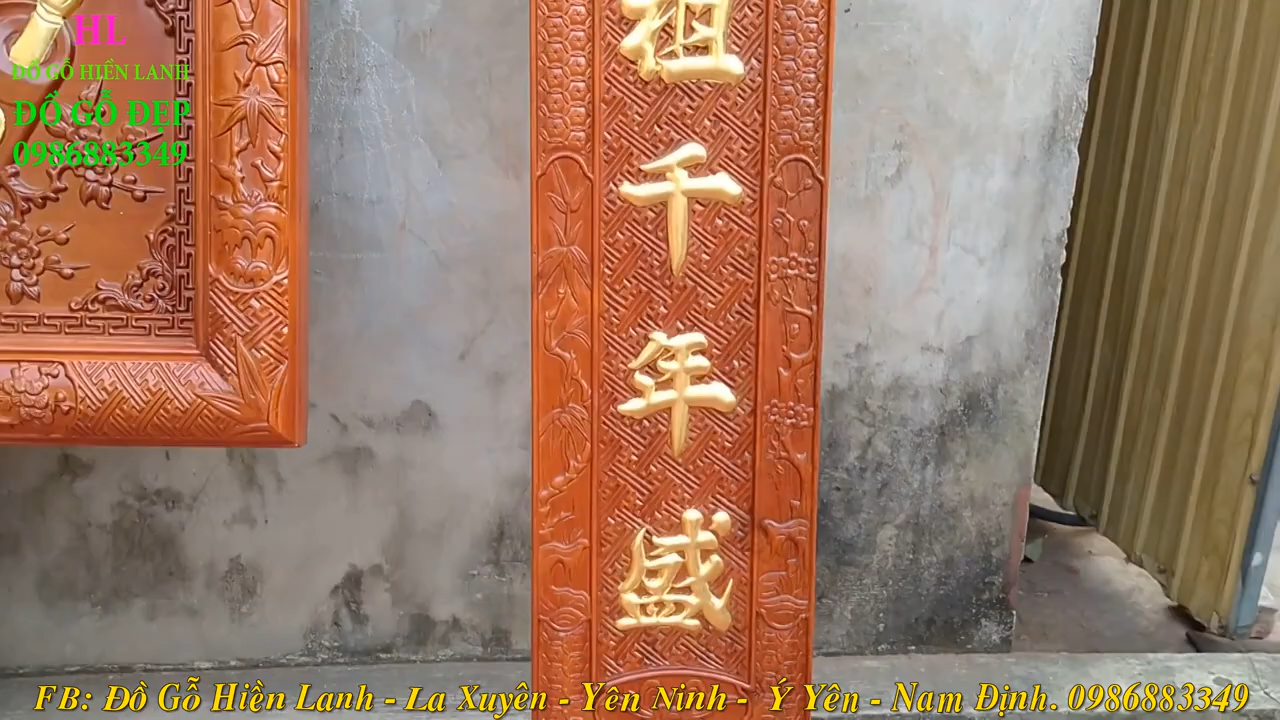 HL
ĐỒ GỖ HIỀN LANH
ĐỒ GỖ ĐẸP
0986883349
祖
千
年
盛
FB: Đồ Gỗ Hiền Lanh - La Xuyên - Yên Ninh - Ý Yên - Nam Định. 0986883349